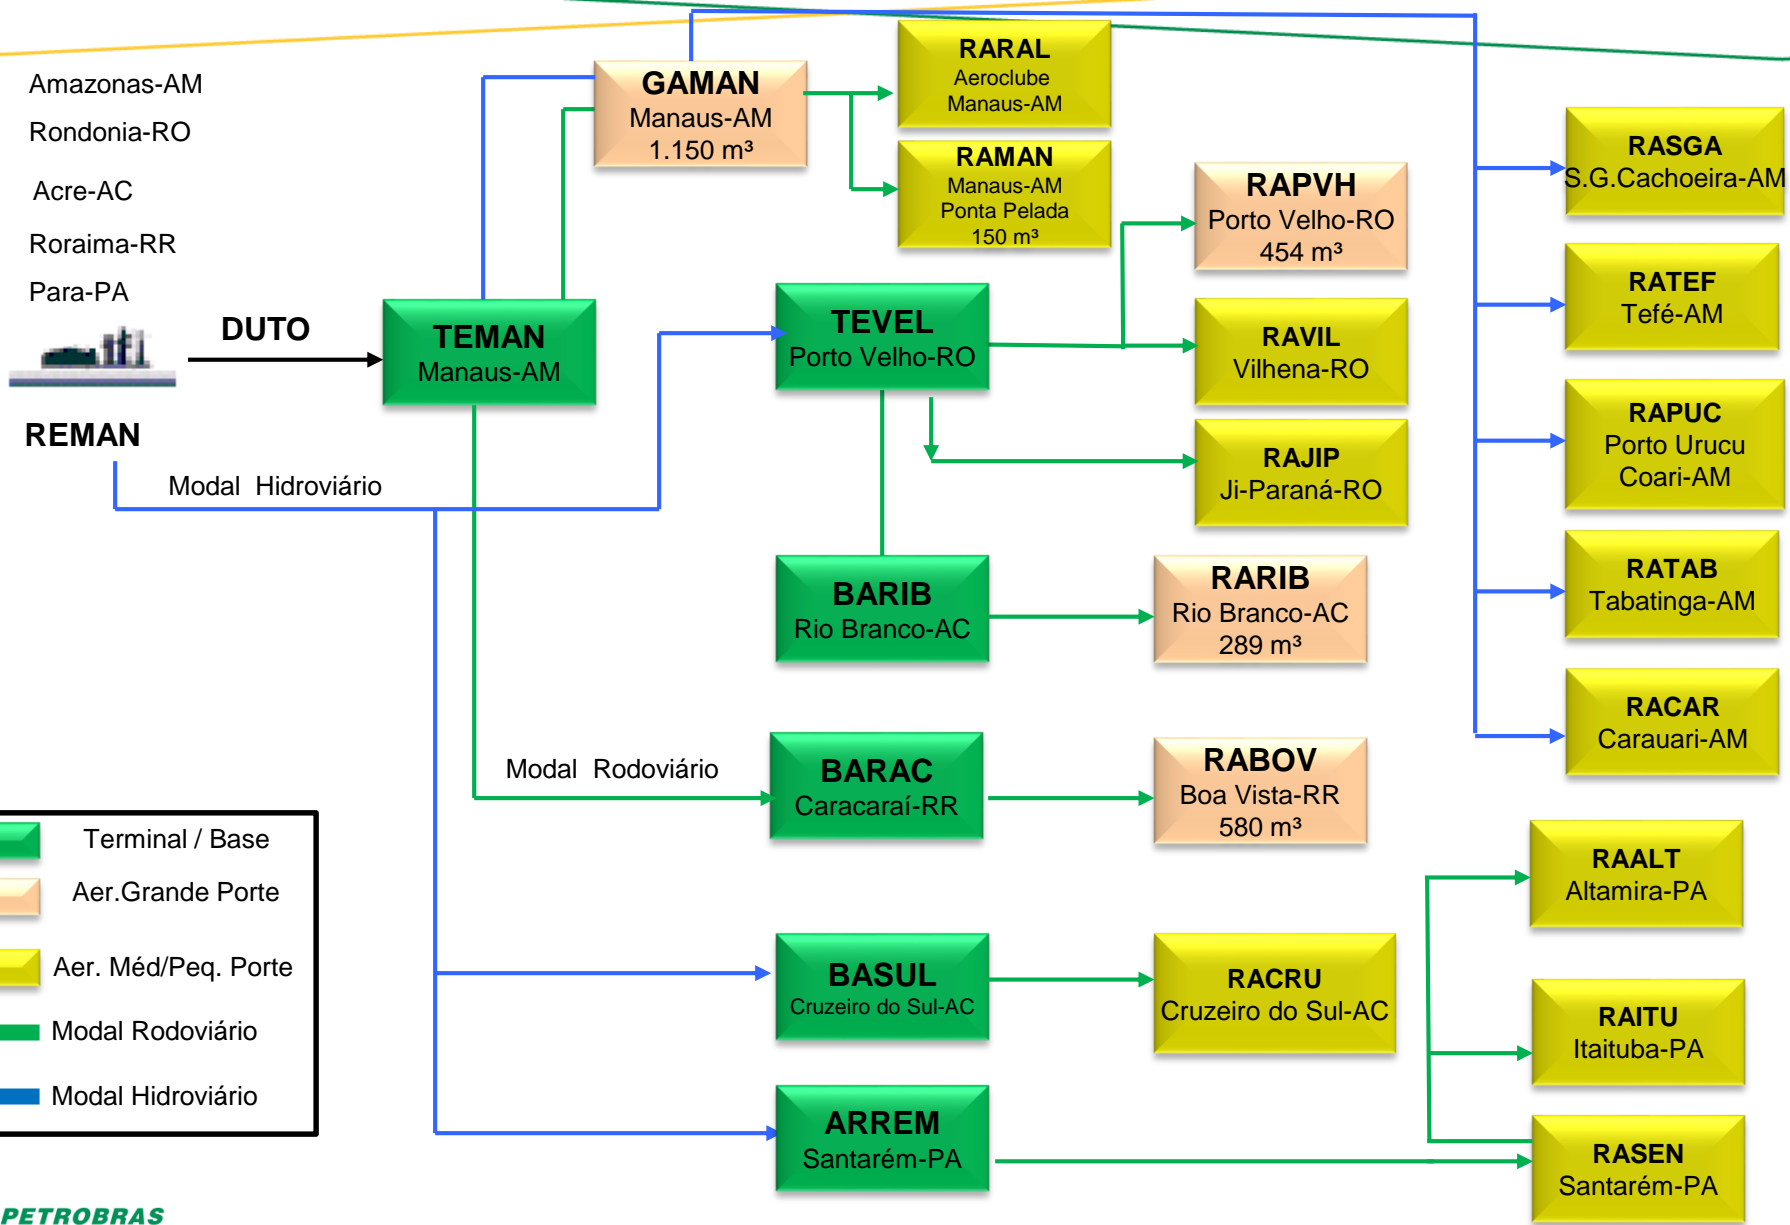 Amazonas-AM
Rondonia-RO
Acre-AC
Roraima-RR
Para-PA
DUTO
REMAN
TEMAN
Manaus-AM
GAMAN
Manaus-AM
1.150 m³
RARAL
Aeroclube
Manaus-AM
RAMAN
Manaus-AM
Ponta Pelada
150 m³
RAPVH
Porto Velho-RO
454 m³
TEVEL
Porto Velho-RO
RAVIL
Vilhena-RO
RAJIP
Ji-Paraná-RO
Modal Hidroviário
BARIB
Rio Branco-AC
RARIB
Rio Branco-AC
289 m³
Modal Rodoviário
BARAC
Caracaraí-RR
RABOV
Boa Vista-RR
580 m³
BASUL
Cruzeiro do Sul-AC
RACRU
Cruzeiro do Sul-AC
ARREM
Santarém-PA
RASGA
S.G.Cachoeira-AM
RATEF
Tefé-AM
RAPUC
Porto Urucu
Coari-AM
RATAB
Tabatinga-AM
RACAR
Carauari-AM
RAALT
Altamira-PA
RAITU
Itaituba-PA
RASEN
Santarém-PA
Terminal / Base
Aer.Grande Porte
Aer. Méd/Peq. Porte
Modal Rodoviário
Modal Hidroviário
PETROBRAS